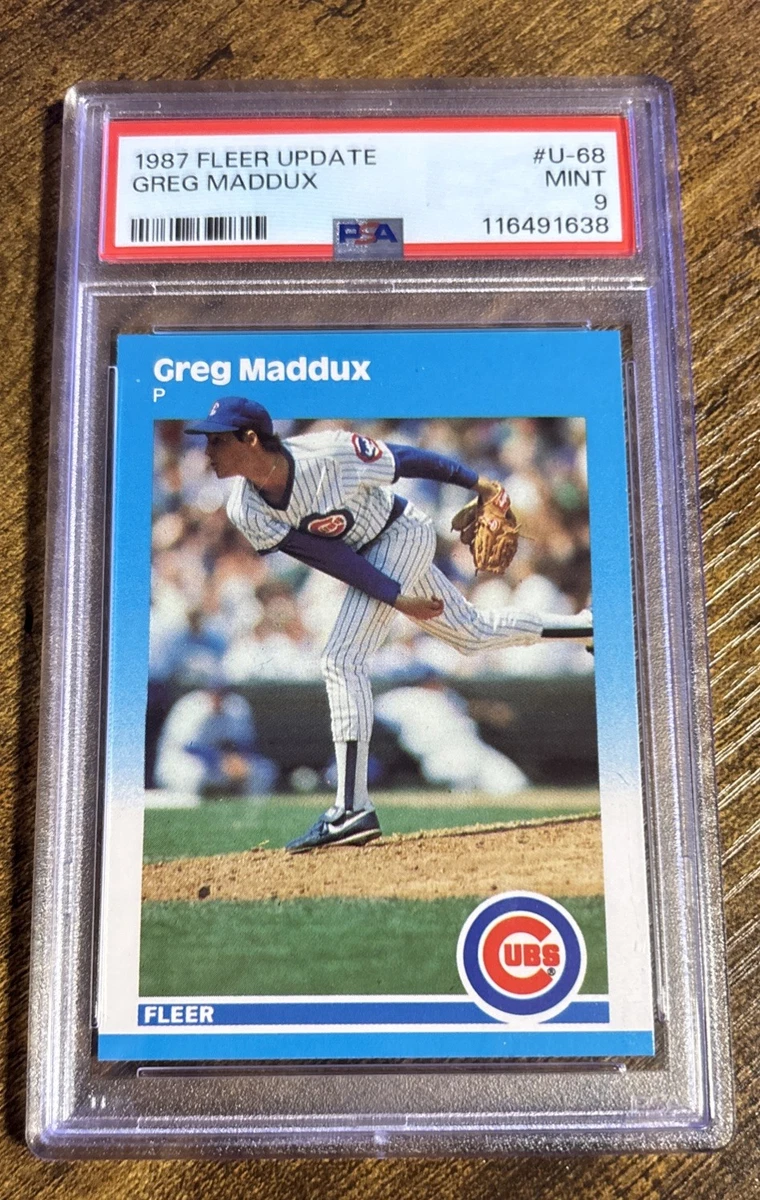 1987 FLEER UPDATE #U-68
GREG MADDUX MINT
9
PSA 116491638
Greg Maddux
P
CUBS ®
FLEER